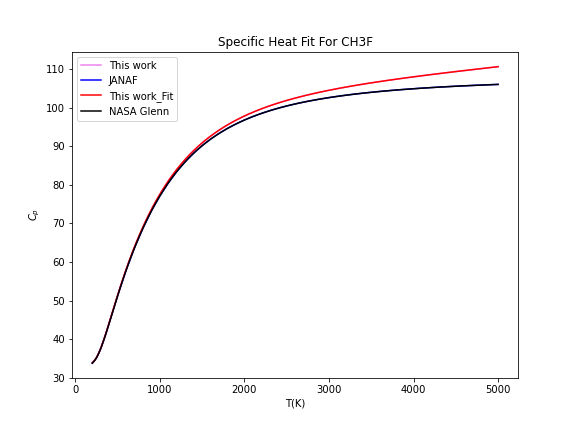 Specific Heat Fit For CH3F
This work
JANAF
This work_Fit
NASA Glenn
110
100
90
80
70
60
50
40
30
C_p
0 1000 2000 3000 4000 5000
T(K)